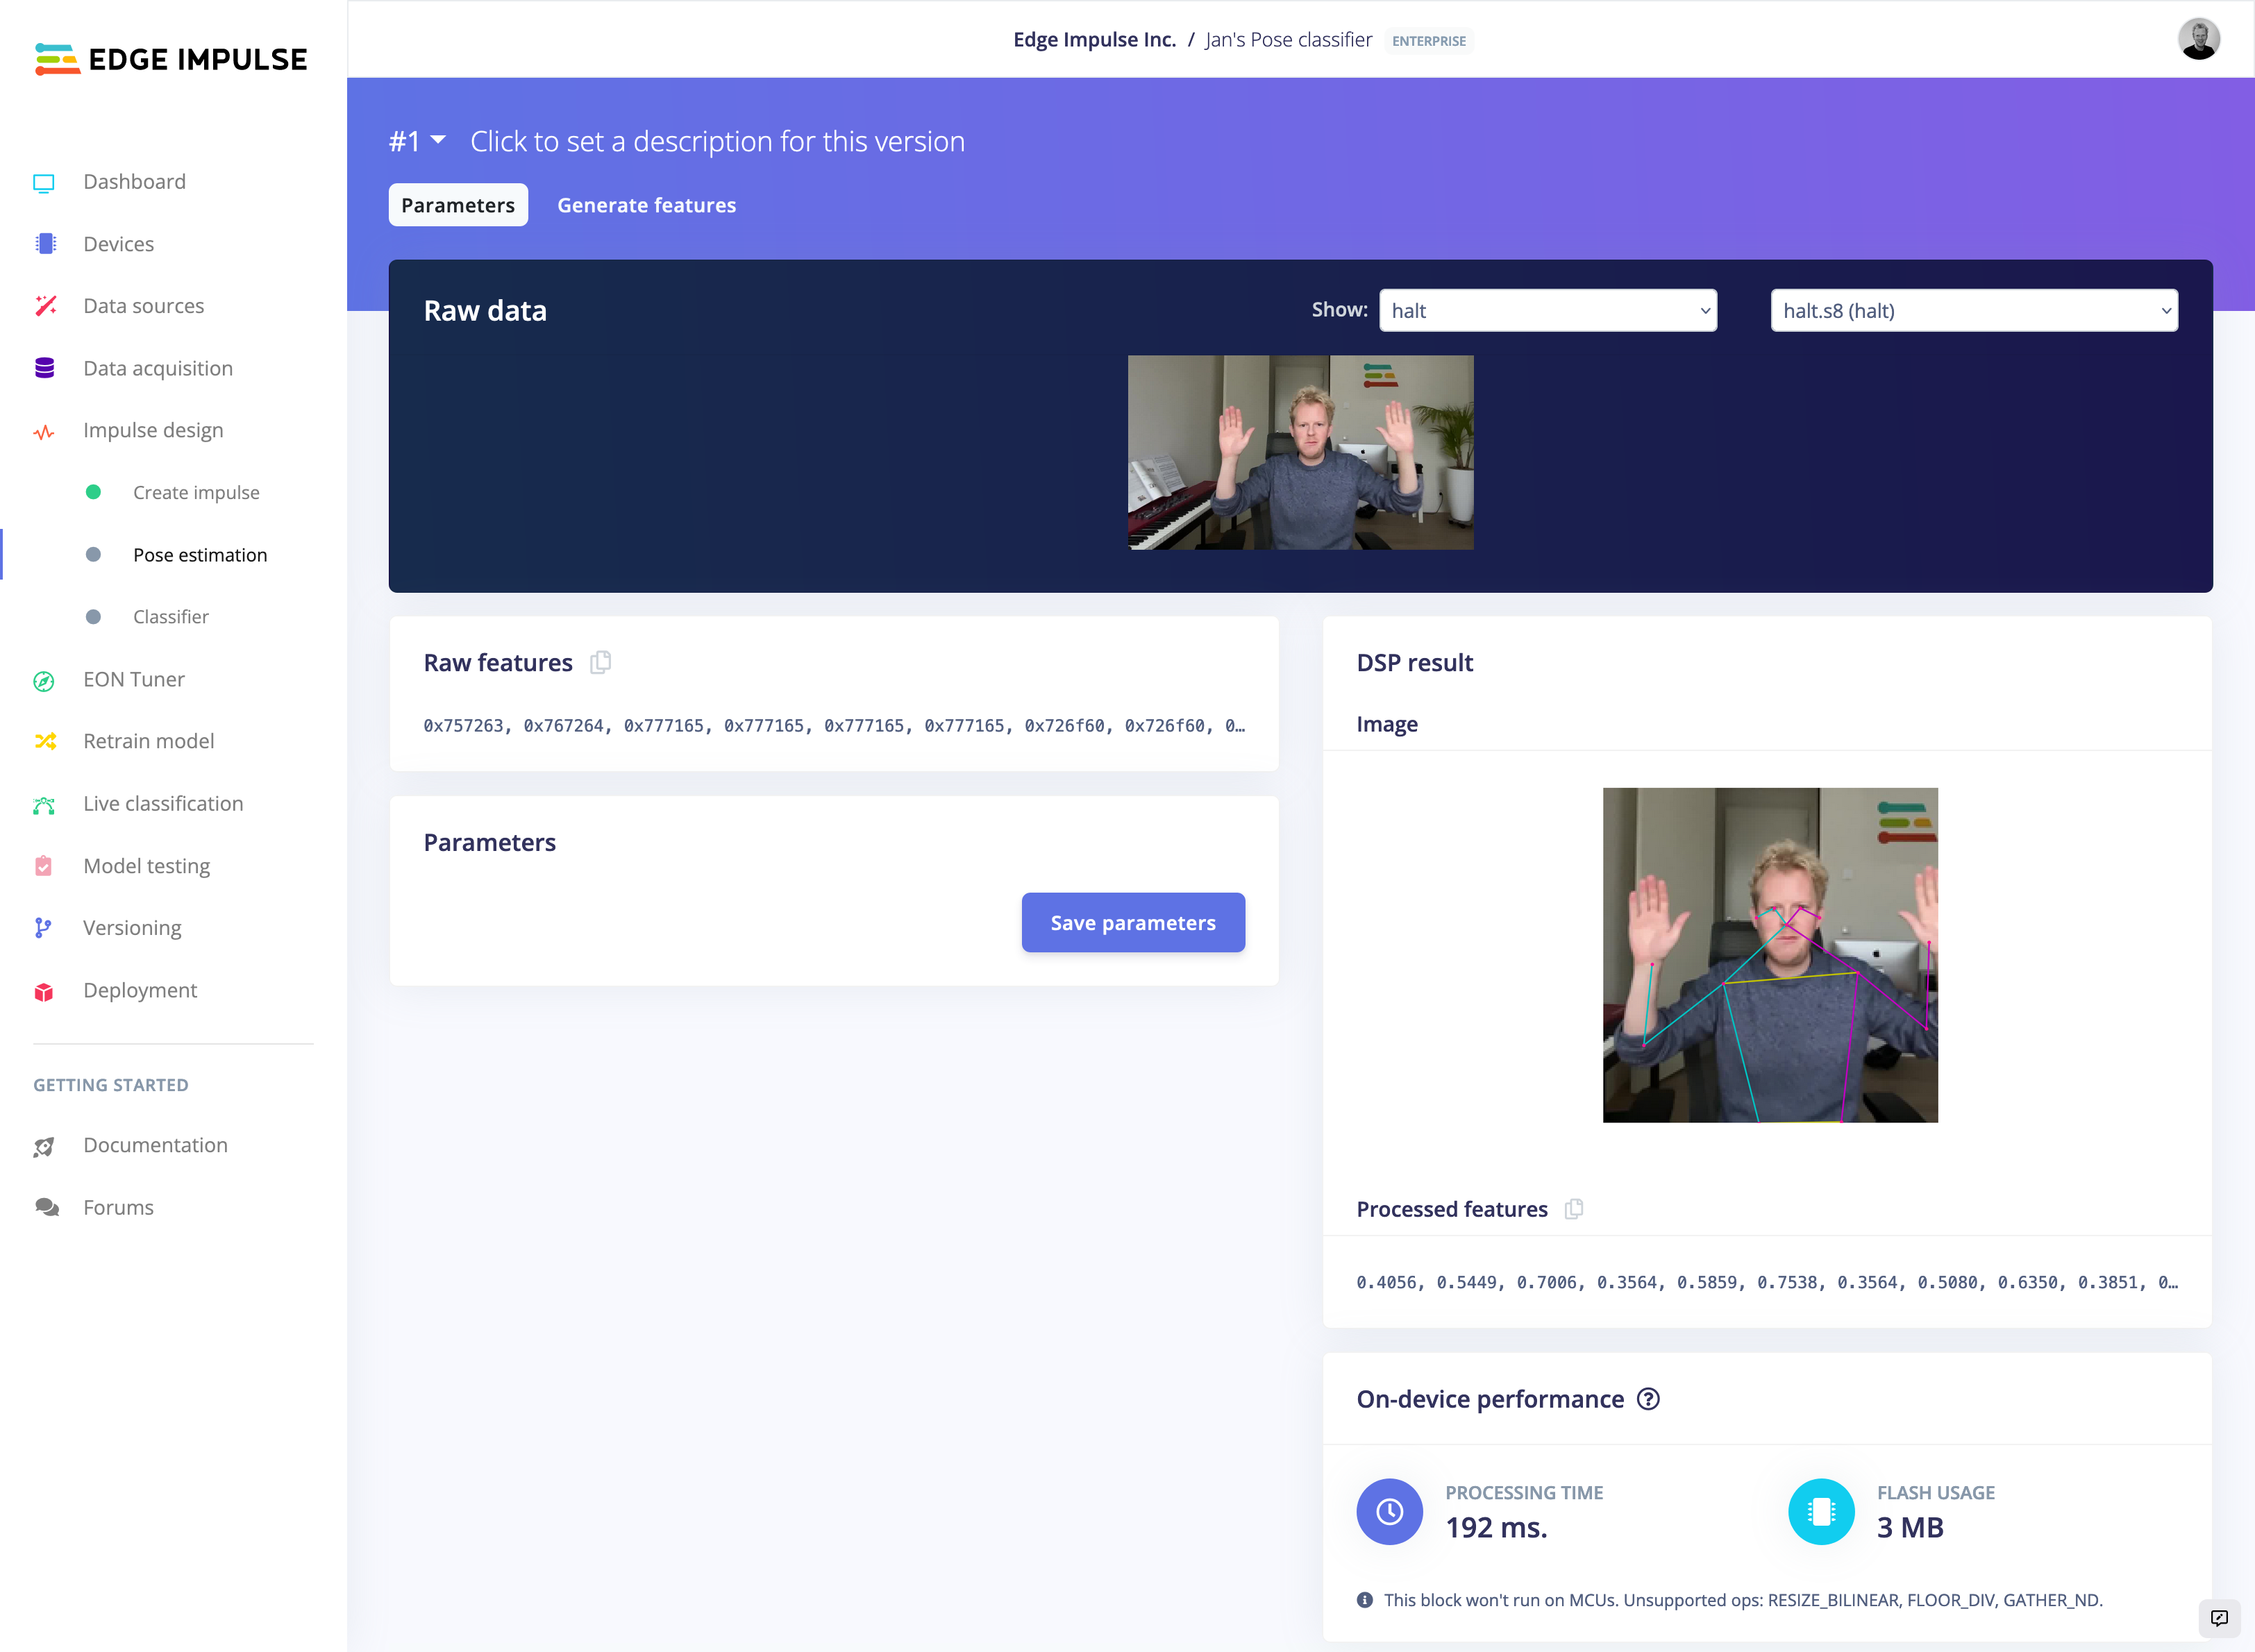 EDGE IMPULSE
Edge Impulse Inc. / Jan's Pose classifier ENTERPRISE
#1 Click to set a description for this version
Parameters Generate features
Dashboard
Devices
Data sources
Data acquisition
Impulse design
Create impulse
Pose estimation
Classifier
EON Tuner
Retrain model
Live classification
Model testing
Versioning
Deployment
GETTING STARTED
Documentation
Forums
Raw data Show: halt halt.s8 (halt)
Raw features
0x757263, 0x767264, 0x777165, 0x777165, 0x777165, 0x777165, 0x726f60, 0x726f60, 0…
Parameters
Save parameters
DSP result
Image
Processed features
0.4056, 0.5449, 0.7006, 0.3564, 0.5859, 0.7538, 0.3564, 0.5080, 0.6350, 0.3851, 0…
On-device performance
PROCESSING TIME
192 ms.
FLASH USAGE
3 MB
This block won't run on MCUs. Unsupported ops: RESIZE_BILINEAR, FLOOR_DIV, GATHER_ND.